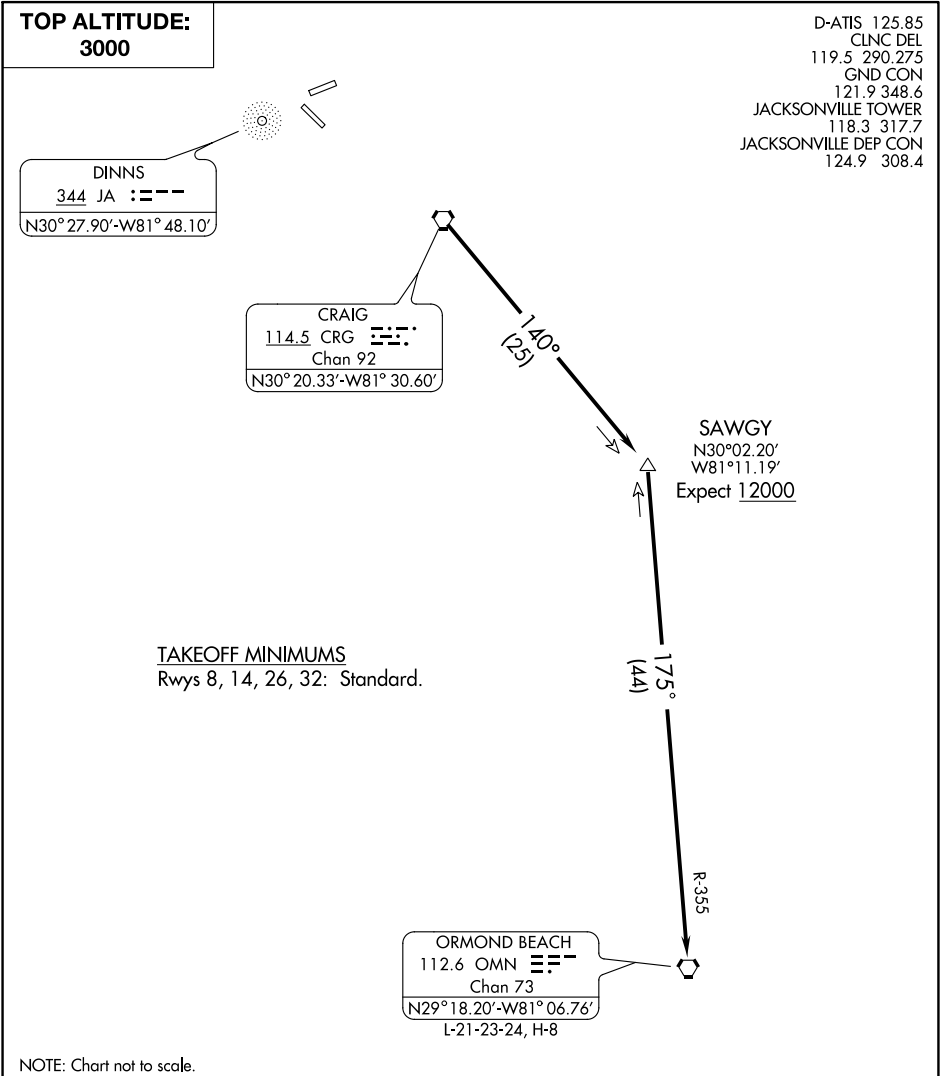 TOP ALTITUDE:
3000
D-ATIS 125.85
CLNC DEL
119.5 290.275
GND CON
121.9 348.6
JACKSONVILLE TOWER
118.3 317.7
JACKSONVILLE DEP CON
124.9 308.4
DINNS
344 JA
N30°27.90′-W81°48.10′
CRAIG
114.5 CRG
Chan 92
N30°20.33′-W81°30.60′
140°
(25)
SAWGY
N30°02.20′
W81°11.19′
Expect 12000
TAKEOFF MINIMUMS
Rwys 8, 14, 26, 32: Standard.
175°
(44)
R-355
ORMOND BEACH
112.6 OMN
Chan 73
N29°18.20′-W81°06.76′
L-21-23-24, H-8
NOTE: Chart not to scale.